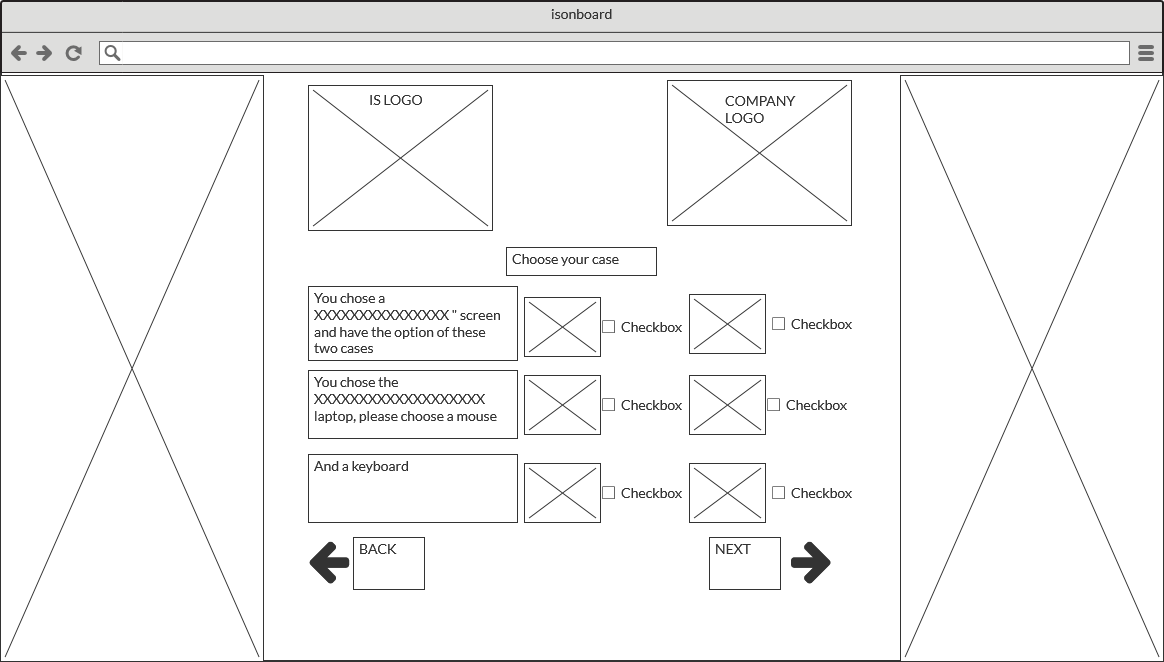 isonboard
IS LOGO
COMPANY
LOGO
Choose your case
You chose a
XXXXXXXXXXXXXXX " screen
and have the option of these
two cases
Checkbox
Checkbox
You chose the
XXXXXXXXXXXXXXXXXXX
laptop, please choose a mouse
Checkbox
Checkbox
And a keyboard
Checkbox
Checkbox
BACK
NEXT